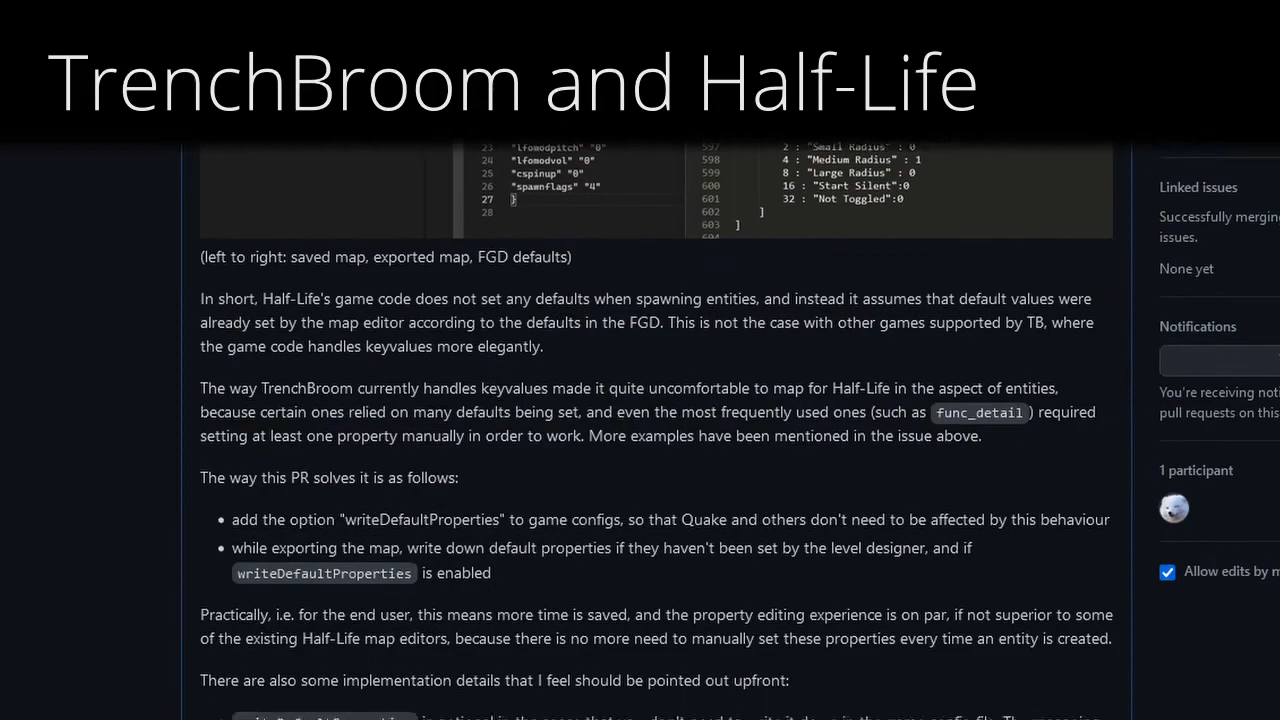 TrenchBroom and Half-Life
23 "lfomodpitch" "0"
24 "lfomodvol" "0"
25 "cspinup" "0"
26 "spawnflags" "4"
27 }
28
597 2 : "Small Radius" : 0
598 4 : "Medium Radius" : 1
599 8 : "Large Radius" : 0
600 16 : "Start Silent":0
601 32 : "Not Toggled":0
602 ]
603 ]
(left to right: saved map, exported map, FGD defaults)
In short, Half-Life's game code does not set any defaults when spawning entities, and instead it assumes that default values were
already set by the map editor according to the defaults in the FGD. This is not the case with other games supported by TB, where
the game code handles keyvalues more elegantly.
The way TrenchBroom currently handles keyvalues made it quite uncomfortable to map for Half-Life in the aspect of entities,
because certain ones relied on many defaults being set, and even the most frequently used ones (such as func_detail) required
setting at least one property manually in order to work. More examples have been mentioned in the issue above.
The way this PR solves it is as follows:
• add the option "writeDefaultProperties" to game configs, so that Quake and others don't need to be affected by this behaviour
• while exporting the map, write down default properties if they haven't been set by the level designer, and if
writeDefaultProperties is enabled
Practically, i.e. for the end user, this means more time is saved, and the property editing experience is on par, if not superior to some
of the existing Half-Life map editors, because there is no more need to manually set these properties every time an entity is created.
There are also some implementation details that I feel should be pointed out upfront:
Linked issues
Successfully merging
issues.
None yet
Notifications
You're receiving noti
pull requests on this
1 participant
Allow edits by m